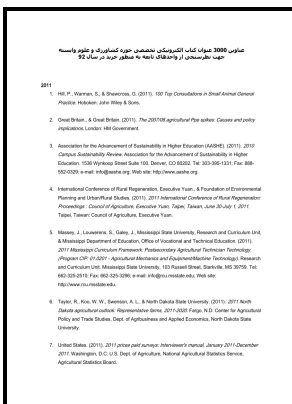 عناوین 3000 عنوان کتاب الکترونیکی تخصصی حوزه کشاورزی و علوم وابسته
جهت نظرسنجی از واحدهای تابعه به منظور خرید در سال 92
2011
1. Hill, P., Warman, S., & Shawcross, G. (2011). 100 Top Consultations in Small Animal General
Practice. Hoboken: John Wiley & Sons.
2. Great Britain., & Great Britain. (2011). The 2007/08 agricultural price spikes: Causes and policy
implications. London: HM Government.
3. Association for the Advancement of Sustainability in Higher Education (AASHE). (2011). 2010
Campus Sustainability Review. Association for the Advancement of Sustainability in Higher
Education. 1536 Wynkoop Street Suite 100, Denver, CO 80202. Tel: 303-395-1331; Fax: 888-
552-0329; e-mail: info@aashe.org; Web site: http://www.aashe.org.
4. International Conference of Rural Regeneration, Executive Yuan., & Foundation of Environmental
Planning and Urban/Rural Studies. (2011). 2011 International Conference of Rural Regeneration:
Proceedings : Council of Agriculture, Executive Yuan, Taipei, Taiwan, June 30-July 1, 2011.
Taipei, Taiwan: Council of Agriculture, Executive Yuan.
5. Massey, J., Louwerens, S., Galey, J., Mississippi State University, Research and Curriculum Unit,
& Mississippi Department of Education, Office of Vocational and Technical Education. (2011).
2011 Mississippi Curriculum Framework: Postsecondary Agricultural Technician Technology.
(Program CIP: 01.0201 - Agricultural Mechanics and Equipment/Machine Technology). Research
and Curriculum Unit. Mississippi State University, 103 Russell Street, Starkville, MS 39759. Tel:
662-325-2510; Fax: 662-325-3296; e-mail: info@rcu.msstate.edu; Web site:
http://www.rcu.msstate.edu.
6. Taylor, R., Koo, W. W., Swenson, A. L., & North Dakota State University. (2011). 2011 North
Dakota agricultural outlook: Representative farms, 2011-2020. Fargo, N.D: Center for Agricultural
Policy and Trade Studies, Dept. of Agribusiness and Applied Economics, North Dakota State
University.
7. United States. (2011). 2011 prices paid surveys: Interviewer's manual, January 2011-December
2011. Washington, D.C: U.S. Dept. of Agriculture, National Agricultural Statistics Service,
Agricultural Statistics Board.